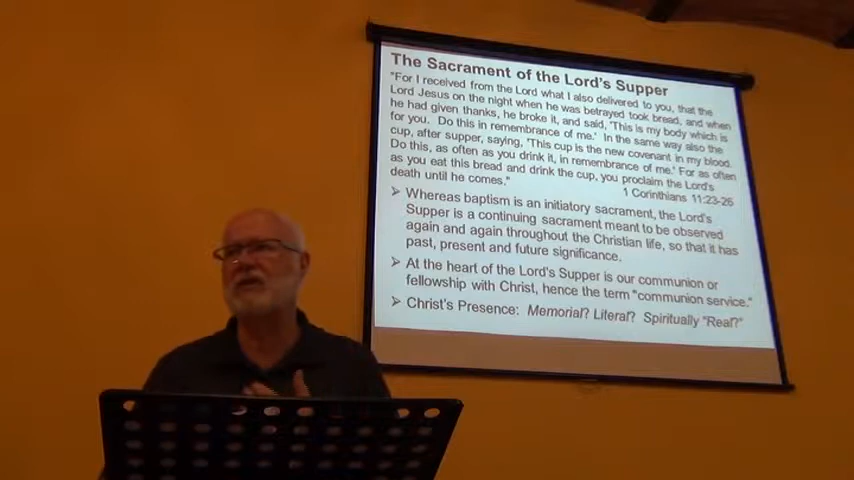 The Sacrament of the Lord's Supper
"For I received from the Lord what I also delivered to you, that the
Lord Jesus on the night when he was betrayed took bread, and when
he had given thanks, he broke it, and said, 'This is my body which is
for you. Do this in remembrance of me.' In the same way also the
cup, after supper, saying, 'This cup is the new covenant in my blood.
Do this, as often as you drink it, in remembrance of me.' For as often
as you eat this bread and drink the cup, you proclaim the Lord's
death until he comes."
1 Corinthians 11:23-26
➢ Whereas baptism is an initiatory sacrament, the Lord's
Supper is a continuing sacrament meant to be observed
again and again throughout the Christian life, so that it has
past, present and future significance.
➢ At the heart of the Lord's Supper is our communion or
fellowship with Christ, hence the term "communion service."
➢ Christ's Presence: Memorial? Literal? Spiritually "Real?"